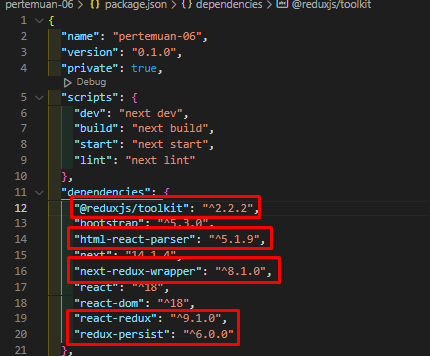 pertemuan-06 > package.json > dependencies > @reduxjs/toolkit
1 {
2 "name": "pertemuan-06",
3 "version": "0.1.0",
4 "private": true,
Debug
5 "scripts": {
6 "dev": "next dev",
7 "build": "next build",
8 "start": "next start",
9 "lint": "next lint"
10 },
11 "dependencies": {
12 "@reduxjs/toolkit": "^2.2.2",
13 "bootstrap": "^5.3.0",
14 "html-react-parser": "^5.1.9",
15 "next": "14.1.4",
16 "next-redux-wrapper": "^8.1.0",
17 "react": "^18",
18 "react-dom": "^18",
19 "react-redux": "^9.1.0",
20 "redux-persist": "^6.0.0"
21 },